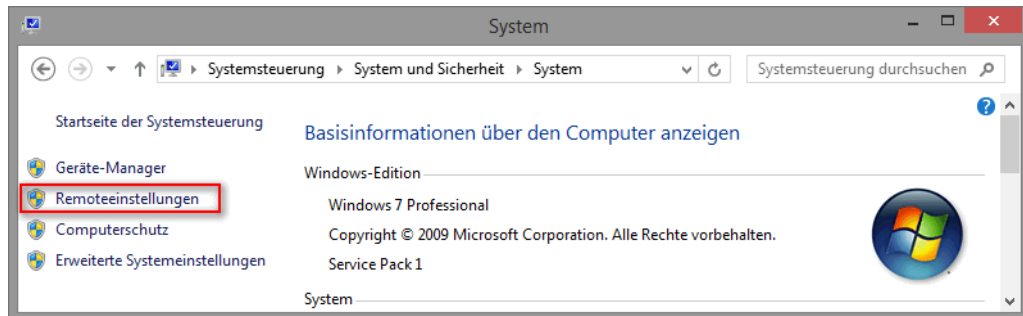 System
Systemsteuerung System und Sicherheit System
Systemsteuerung durchsuchen
Startseite der Systemsteuerung
Geräte-Manager
Remoteeinstellungen
Computerschutz
Erweiterte Systemeinstellungen
Basisinformationen über den Computer anzeigen
Windows-Edition
Windows 7 Professional
Copyright © 2009 Microsoft Corporation. Alle Rechte vorbehalten.
Service Pack 1
System